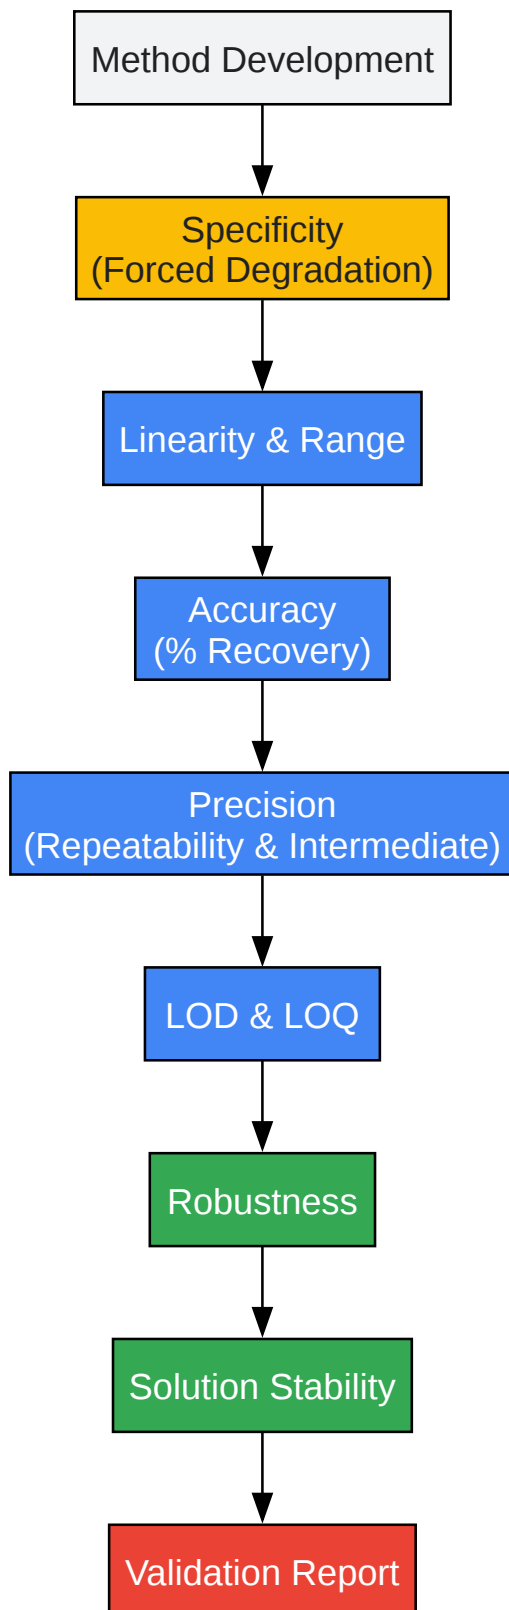 Method Development
Specificity
(Forced Degradation)
Linearity & Range
Accuracy
(% Recovery)
Precision
(Repeatability & Intermediate)
LOD & LOQ
Robustness
Solution Stability
Validation Report